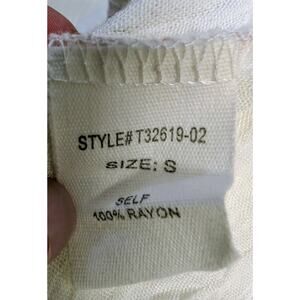 STYLE# T32619-02
SIZE: S
SELF
100% RAYON